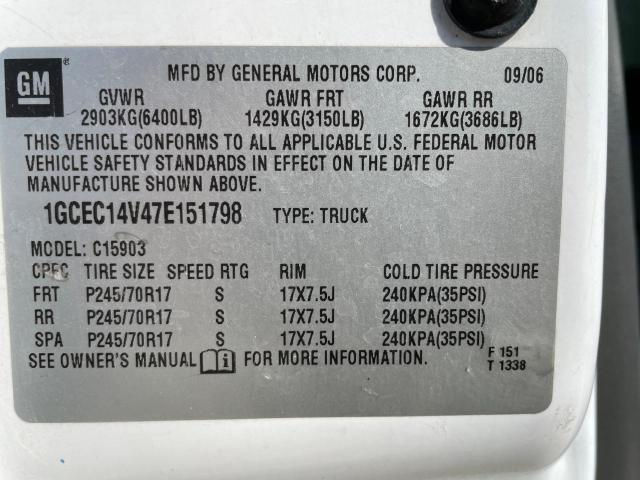 GM
MFD BY GENERAL MOTORS CORP. 09/06
GVWR GAWR FRT GAWR RR
2903KG(6400LB) 1429KG(3150LB) 1672KG(3686LB)
THIS VEHICLE CONFORMS TO ALL APPLICABLE U.S. FEDERAL MOTOR
VEHICLE SAFETY STANDARDS IN EFFECT ON THE DATE OF
MANUFACTURE SHOWN ABOVE.
1GCEC14V47E151798 TYPE: TRUCK
MODEL: C15903
TIRE SIZE SPEED RTG RIM COLD TIRE PRESSURE
FRT P245/70R17 S 17X7.5J 240KPA(35PSI)
RR P245/70R17 S 17X7.5J 240KPA(35PSI)
SPA P245/70R17 S 17X7.5J 240KPA(35PSI)
SEE OWNER'S MANUAL FOR MORE INFORMATION.
F 151
T 1338